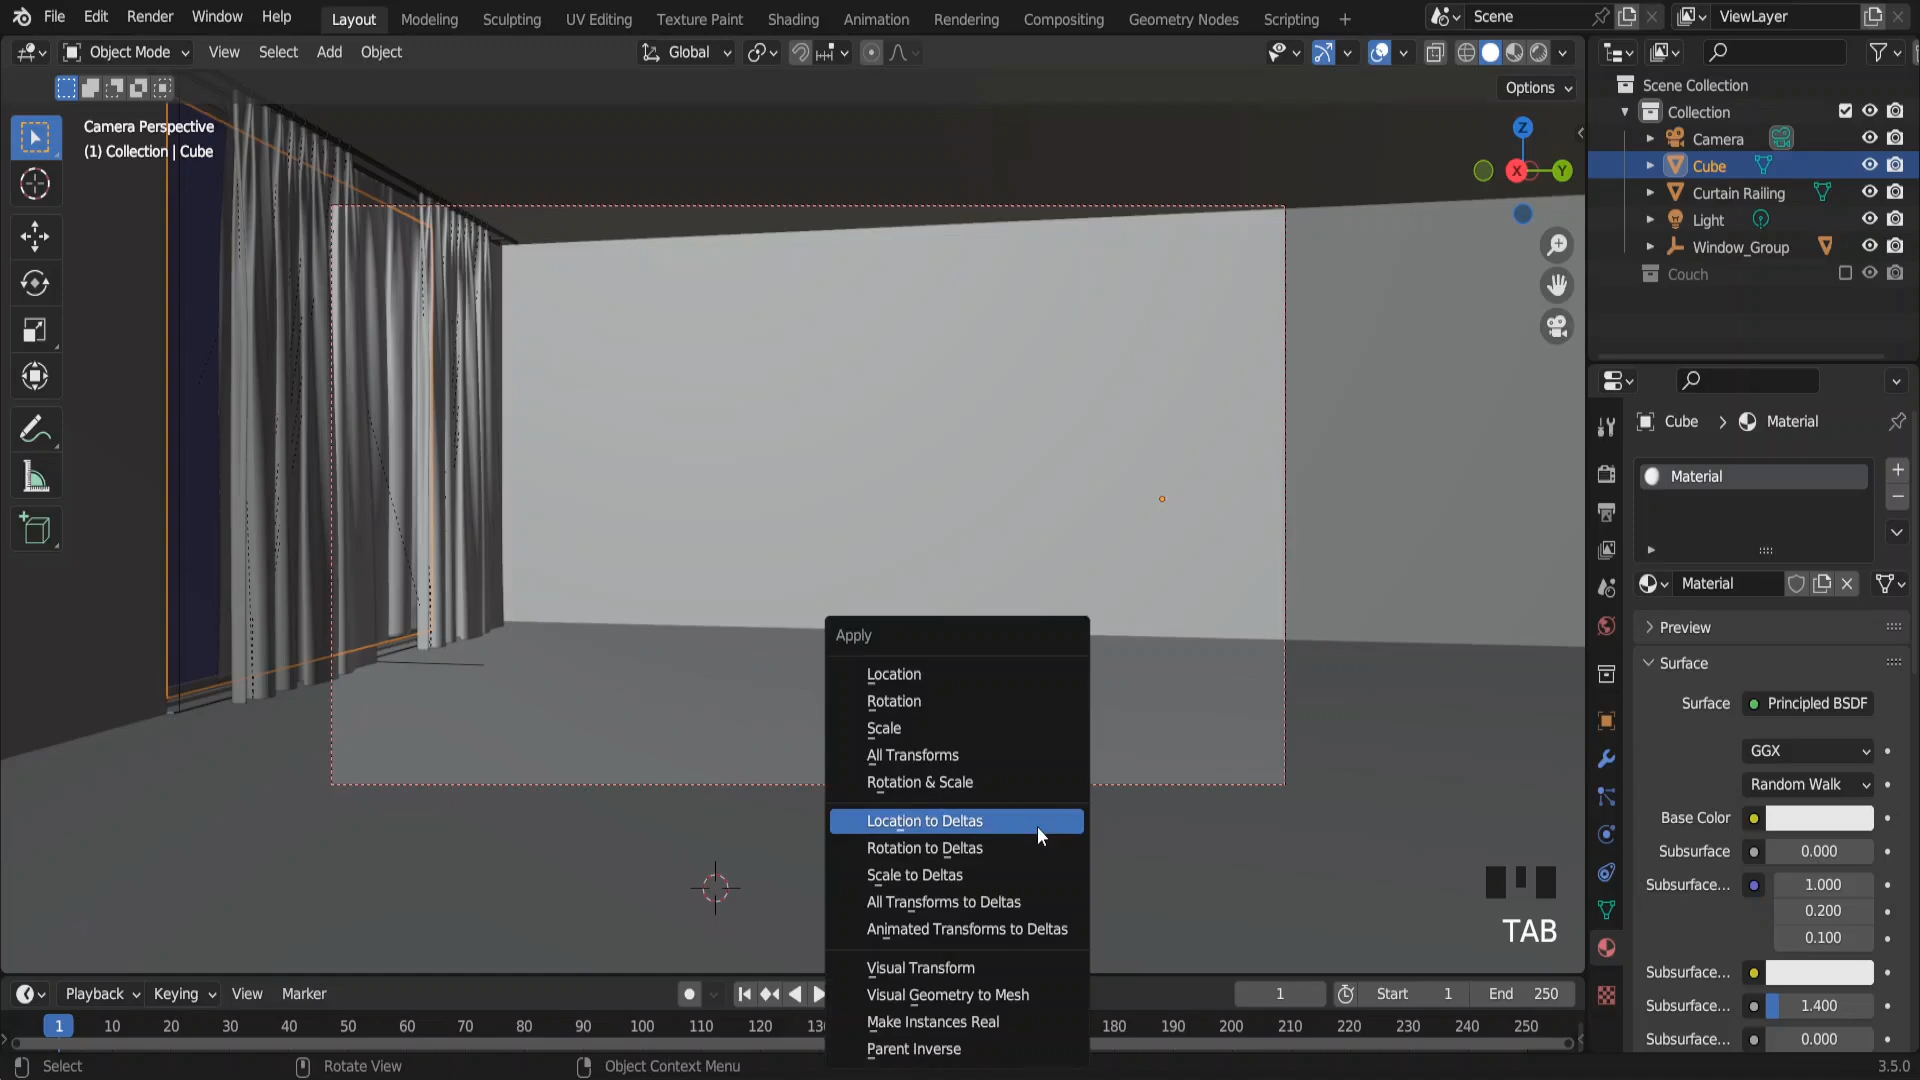 File Edit Render Window Help
Layout Modeling Sculpting UV Editing Texture Paint Shading Animation Rendering Compositing Geometry Nodes Scripting +
Scene
ViewLayer
Object Mode View Select Add Object
Global
Options
Camera Perspective
(1) Collection | Cube
Z
X
Y
Scene Collection
Collection
Camera
Cube
Curtain Railing
Light
Window_Group
Couch
Cube > Material
Material
Material
Preview
Surface
Surface Principled BSDF
GGX
Random Walk
Base Color
Subsurface 0.000
Subsurface... 1.000
0.200
0.100
Subsurface...
Subsurface... 1.400
Subsurface... 0.000
Apply
Location
Rotation
Scale
All Transforms
Rotation & Scale
Location to Deltas
Rotation to Deltas
Scale to Deltas
All Transforms to Deltas
Animated Transforms to Deltas
Visual Transform
Visual Geometry to Mesh
Make Instances Real
Parent Inverse
TAB
Playback Keying View Marker
1 Start 1 End 250
1 10 20 30 40 50 60 70 80 90 100 110 120 180 190 200 210 220 230 240 250
Select Rotate View Object Context Menu 3.5.0